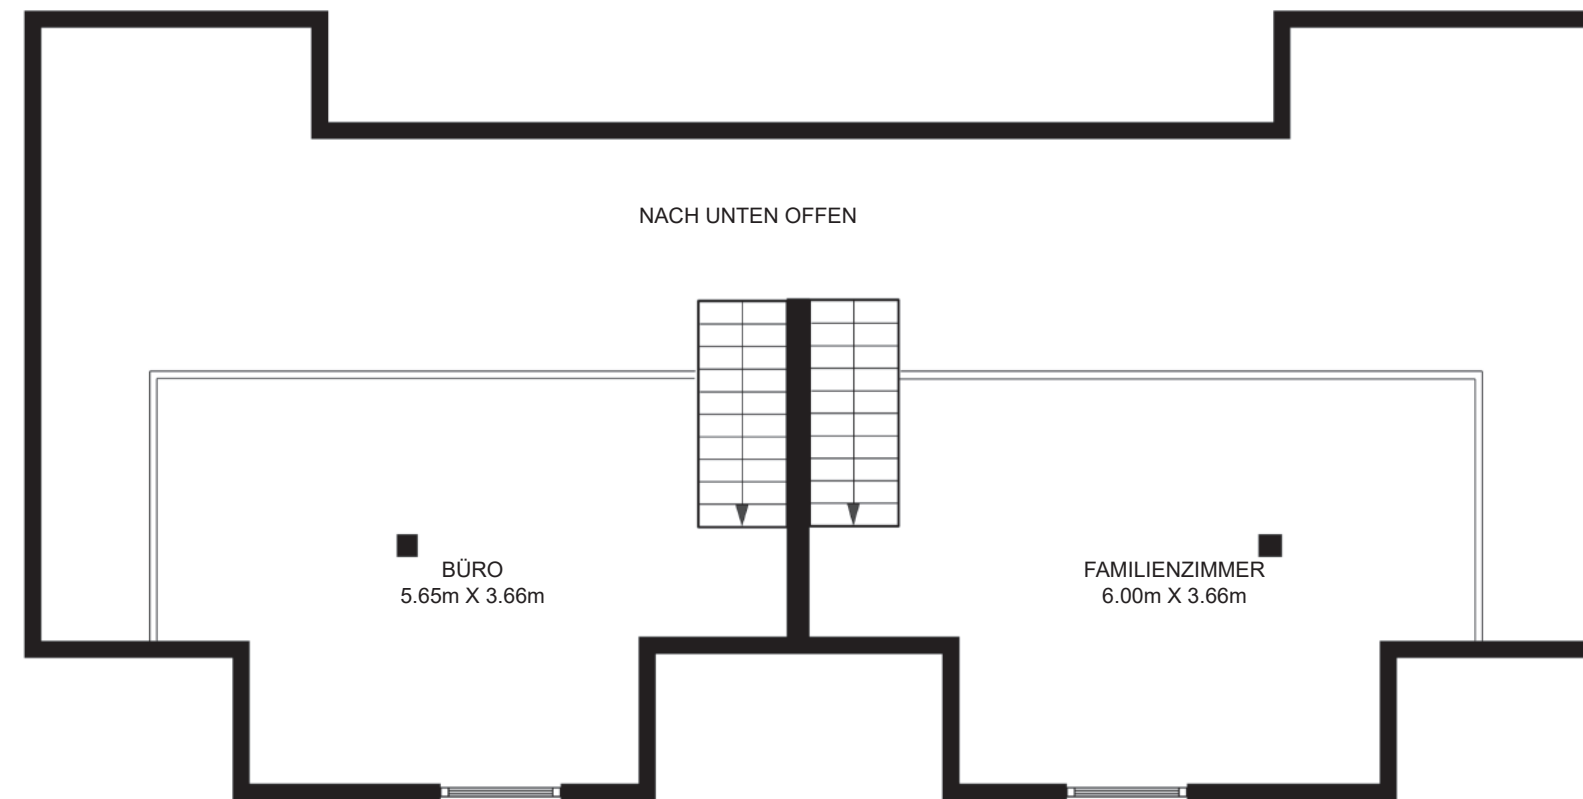 NACH UNTEN OFFEN
BÜRO
5.65m X 3.66m
FAMILIENZIMMER
6.00m X 3.66m